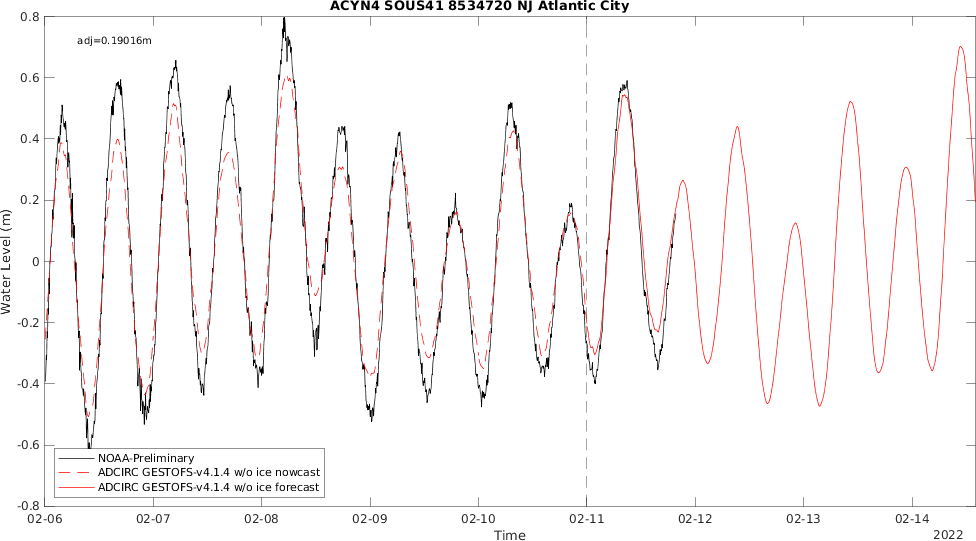 ACYN4 SOUS41 8534720 NJ Atlantic City
adj=0.19016m
0.8
0.6
0.4
0.2
0
-0.2
-0.4
-0.6
-0.8
Water Level (m)
NOAA-Preliminary
ADCIRC GESTOFS-v4.1.4 w/o ice nowcast
ADCIRC GESTOFS-v4.1.4 w/o ice forecast
02-06 02-07 02-08 02-09 02-10 02-11 02-12 02-13 02-14
Time
2022